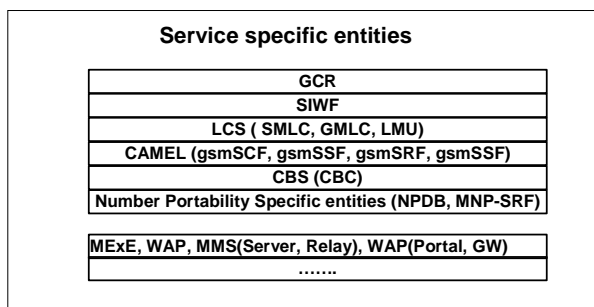 Service specific entities
GCR
SIWF
LCS ( SMLC, GMLC, LMU)
CAMEL (gsmSCF, gsmSSF, gsmSRF, gsmSSF)
CBS (CBC)
Number Portability Specific entities (NPDB, MNP-SRF)
MExE, WAP, MMS(Server, Relay), WAP(Portal, GW)
…....